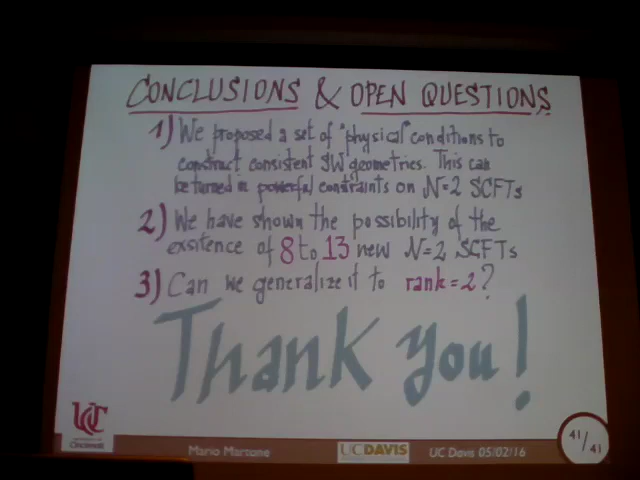 CONCLUSIONS & OPEN QUESTIONS
1) We proposed a set of "physical" conditions to
construct consistent SW geometries. This can
be turned in powerful constraints on N=2 SCFTs
2) We have shown the possibility of the
exsitence of 8 to 13 new N=2 SCFTs
3) Can we generalize it to rank=2?
Thank you!
UC
Cincinnati
Mario Martone
UC DAVIS
UC Davis 05/02/16
41/41